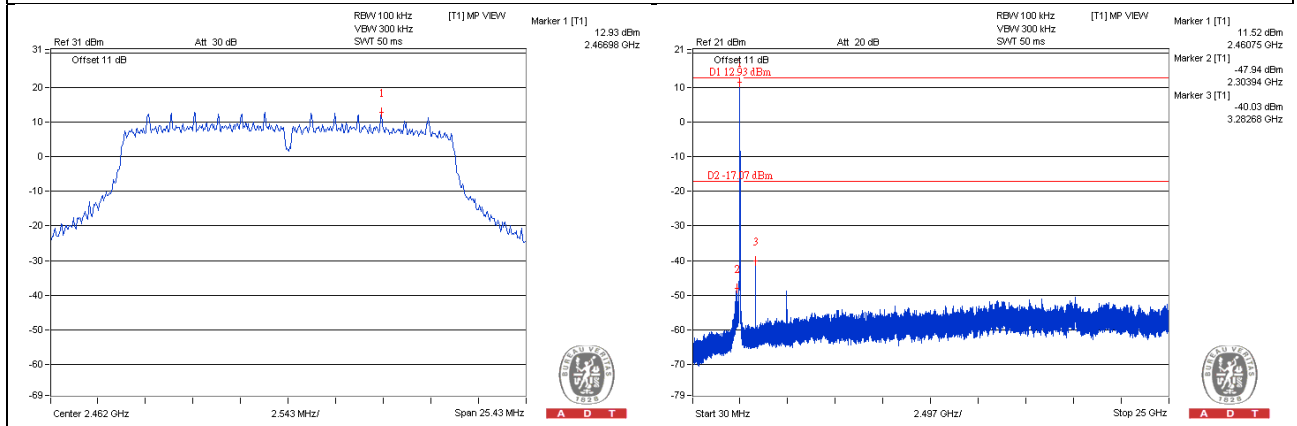 RBW 100 kHz [T1] MP VIEW
VBW 300 kHz
Ref 31 dBm Att 30 dB SWT 50 ms
Marker 1 [T1]
12.93 dBm
2.46698 GHz
31
Offset 11 dB
20
10
0
-10
-20
-30
-40
-50
-60
-69
1
Center 2.462 GHz 2.543 MHz/ Span 25.43 MHz
BUREAU VERITAS
1828
A D T
RBW 100 kHz [T1] MP VIEW
VBW 300 kHz
Ref 21 dBm Att 20 dB SWT 50 ms
Marker 1 [T1]
11.52 dBm
2.46075 GHz
Marker 2 [T1]
-47.94 dBm
2.30394 GHz
Marker 3 [T1]
-40.03 dBm
3.28268 GHz
21
Offset 11 dB
D1 12.93 dBm
10
0
-10
D2 -17.07 dBm
-20
-30
-40
-50
-60
-70
-79
3
2
Start 30 MHz 2.497 GHz/ Stop 25 GHz
BUREAU VERITAS
1828
A D T